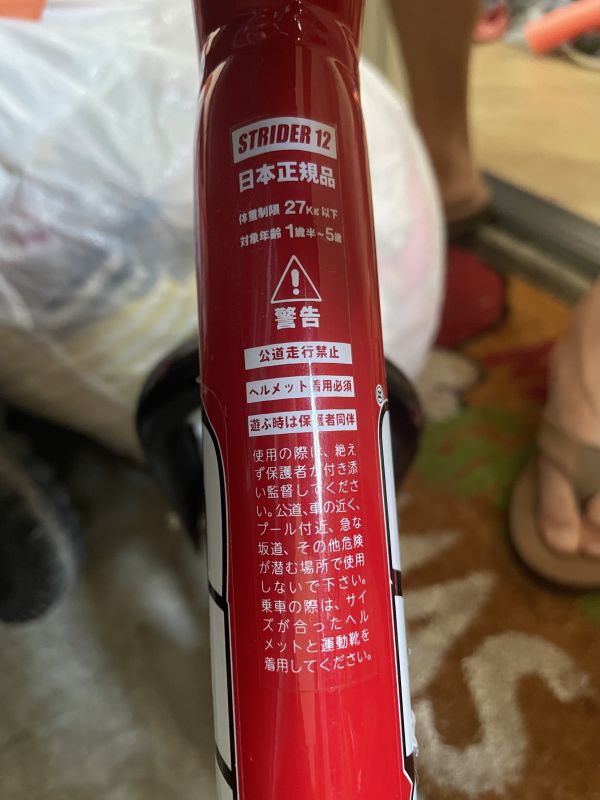 STRIDER 12
日本正規品
体重制限 27Kg 以下
対象年齢 1歳半～5歳
警告
公道走行禁止
ヘルメット着用必須
遊ぶ時は保護者同伴
使用の際は、絶え
ず保護者が付き添
い監督してくださ
い。公道、車の近く、
プール付近、急な
坂道、その他危険
が潜む場所で使用
しないで下さい。
乗車の際は、サイ
ズが合ったヘル
メットと運動靴を
着用してください。